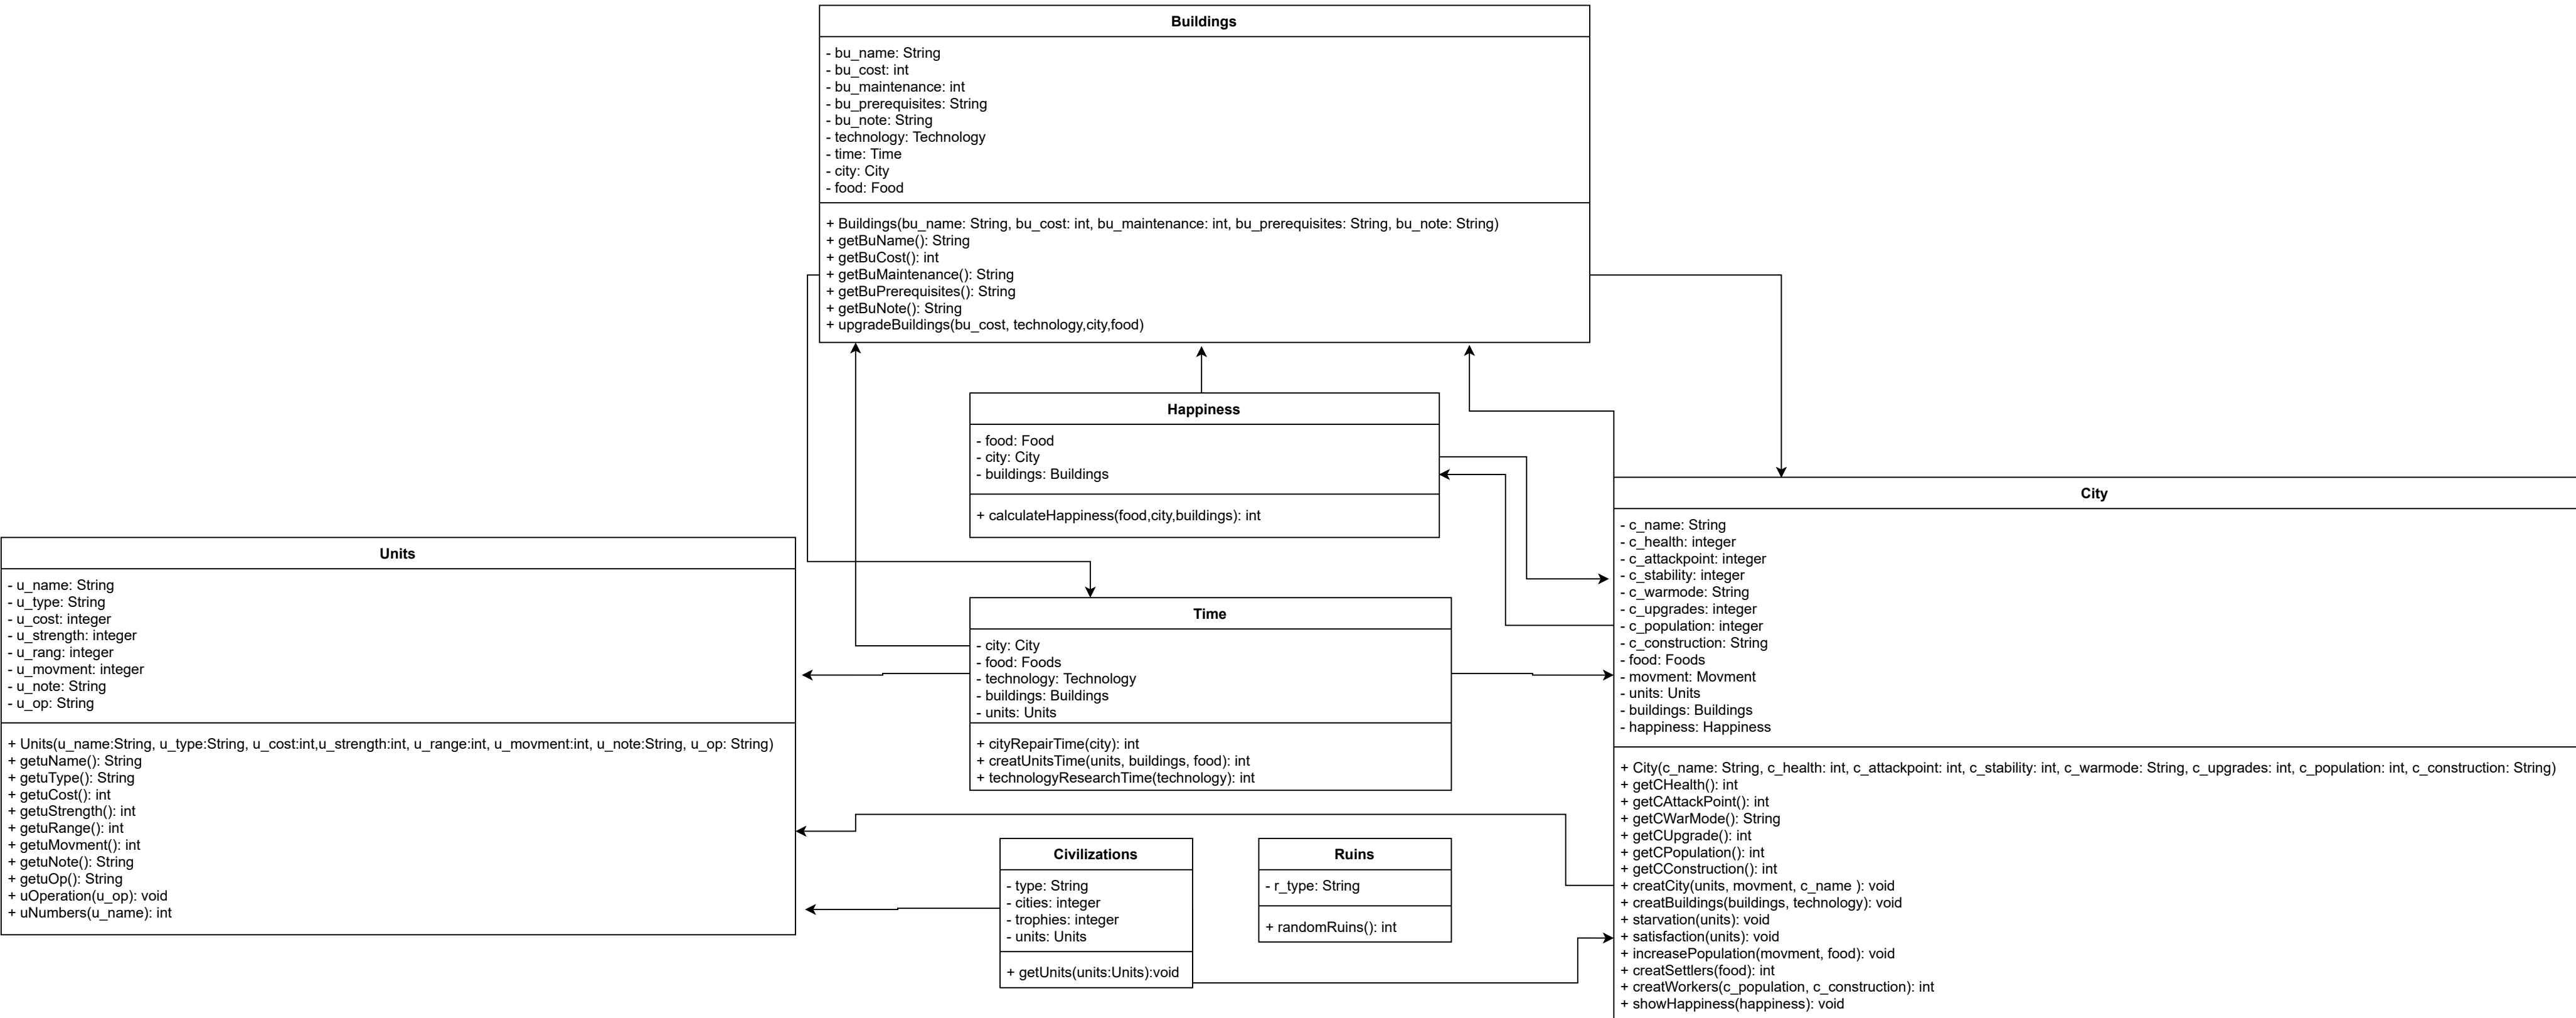 Buildings
- bu_name: String
- bu_cost: int
- bu_maintenance: int
- bu_prerequisites: String
- bu_note: String
- technology: Technology
- time: Time
- city: City
- food: Food
+ Buildings(bu_name: String, bu_cost: int, bu_maintenance: int, bu_prerequisites: String, bu_note: String)
+ getBuName(): String
+ getBuCost(): int
+ getBuMaintenance(): String
+ getBuPrerequisites(): String
+ getBuNote(): String
+ upgradeBuildings(bu_cost, technology,city,food)
Happiness
- food: Food
- city: City
- buildings: Buildings
+ calculateHappiness(food,city,buildings): int
Units
- u_name: String
- u_type: String
- u_cost: integer
- u_strength: integer
- u_rang: integer
- u_movment: integer
- u_note: String
- u_op: String
+ Units(u_name:String, u_type:String, u_cost:int,u_strength:int, u_range:int, u_movment:int, u_note:String, u_op: String)
+ getuName(): String
+ getuType(): String
+ getuCost(): int
+ getuStrength(): int
+ getuRange(): int
+ getuMovment(): int
+ getuNote(): String
+ getuOp(): String
+ uOperation(u_op): void
+ uNumbers(u_name): int
Time
- city: City
- food: Foods
- technology: Technology
- buildings: Buildings
- units: Units
+ cityRepairTime(city): int
+ creatUnitsTime(units, buildings, food): int
+ technologyResearchTime(technology): int
Civilizations
- type: String
- cities: integer
- trophies: integer
- units: Units
+ getUnits(units:Units):void
Ruins
- r_type: String
+ randomRuins(): int
City
- c_name: String
- c_health: integer
- c_attackpoint: integer
- c_stability: integer
- c_warmode: String
- c_upgrades: integer
- c_population: integer
- c_construction: String
- food: Foods
- movment: Movment
- units: Units
- buildings: Buildings
- happiness: Happiness
+ City(c_name: String, c_health: int, c_attackpoint: int, c_stability: int, c_warmode: String, c_upgrades: int, c_population: int, c_construction: String)
+ getCHealth(): int
+ getCAttackPoint(): int
+ getCWarMode(): String
+ getCUpgrade(): int
+ getCPopulation(): int
+ getCConstruction(): int
+ creatCity(units, movment, c_name ): void
+ creatBuildings(buildings, technology): void
+ starvation(units): void
+ satisfaction(units): void
+ increasePopulation(movment, food): void
+ creatSettlers(food): int
+ creatWorkers(c_population, c_construction): int
+ showHappiness(happiness): void